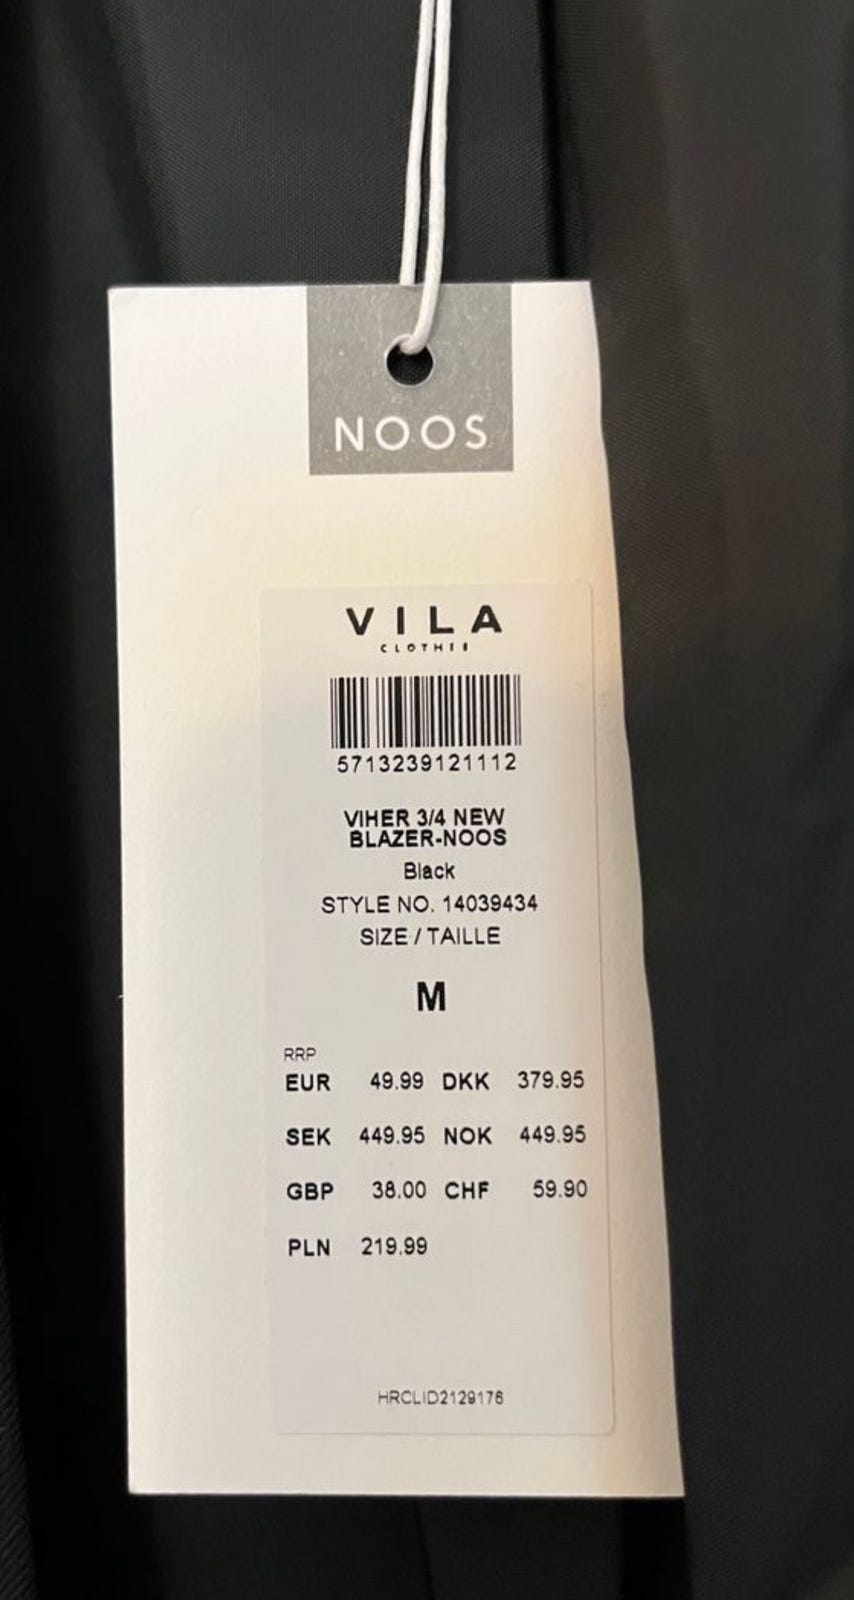 NOOS
VILA
CLOTHES
5713239121112
VIHER 3/4 NEW
BLAZER-NOOS
Black
STYLE NO. 14039434
SIZE / TAILLE
M
RRP
EUR 49.99 DKK 379.95
SEK 449.95 NOK 449.95
GBP 38.00 CHF 59.90
PLN 219.99
HRCLID2129176